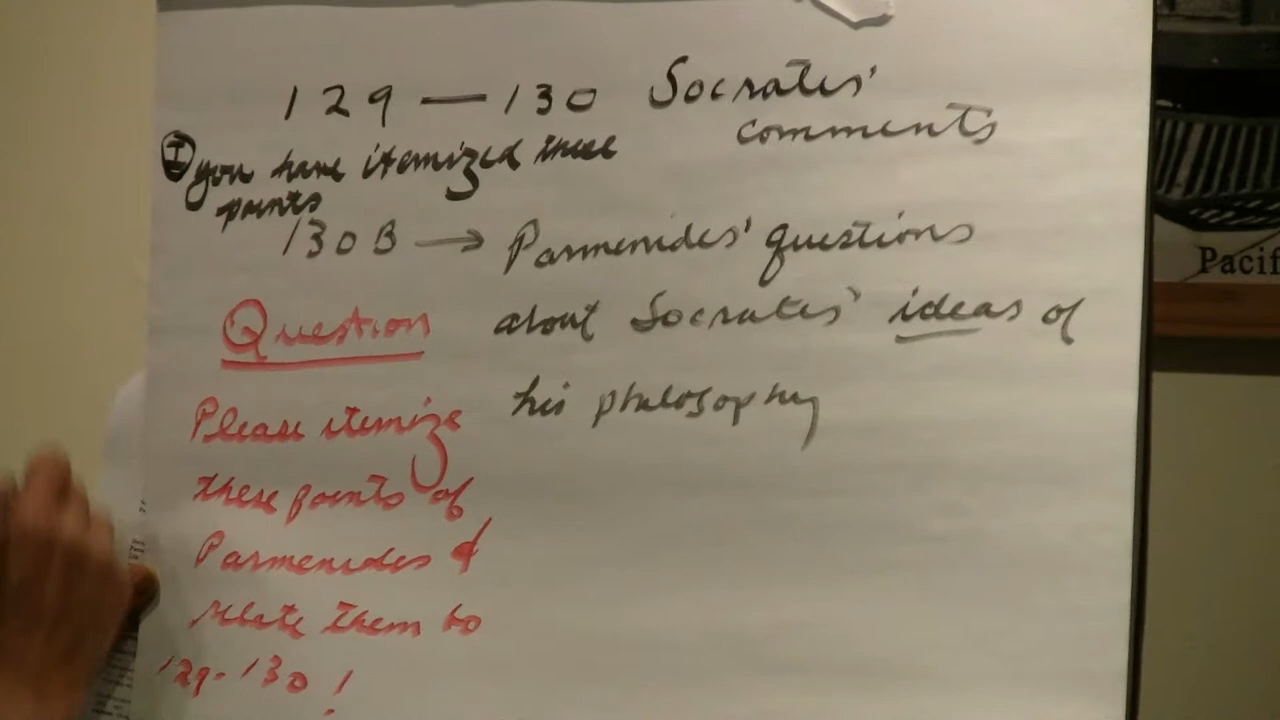 129 — 130 Socrates'
comments
I you have itemized these
points
130 B → Parmenides' questions
about Socrates' ideas of
his philosophy
Question
Please itemize
these points of
Parmenides &
relate them to
129-130 !
Pacif